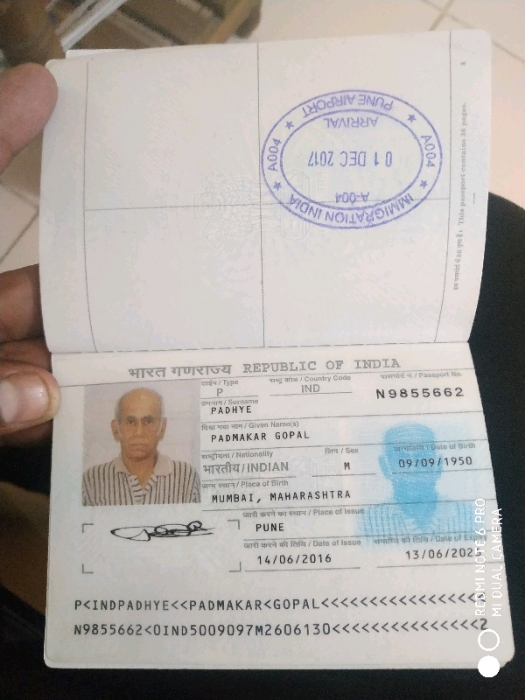 IMMIGRATION INDIA
A-004
A004
A004
01 DEC 2017
ARRIVAL
PUNE AIRPORT
This passport contains 36 pages.
भारत गणराज्य REPUBLIC OF INDIA
टाईप / Type
राष्ट्र कोड / Country Code
पासपोर्ट नं. / Passport No.
P
IND
N9855662
उपनाम / Surname
PADHYE
दिया गया नाम / Given Name(s)
PADMAKAR GOPAL
राष्ट्रीयता / Nationality
लिंग / Sex
जन्मतिथि / Date of Birth
भारतीय / INDIAN
M
09/09/1950
जन्म स्थान / Place of Birth
MUMBAI, MAHARASHTRA
जारी करने का स्थान / Place of Issue
PUNE
जारी करने की तिथि / Date of Issue
समाप्ति की तिथि / Date of
14/06/2016
13/06/202
P<INDPADHYE<<PADMAKAR<GOPAL<<<<<<<<<<<<<<<<<
N9855662<0IND5009097M2606130<<<<<<<<<<<<<<<2
REDMI NOTE 6 PRO
MI DUAL CAMERA